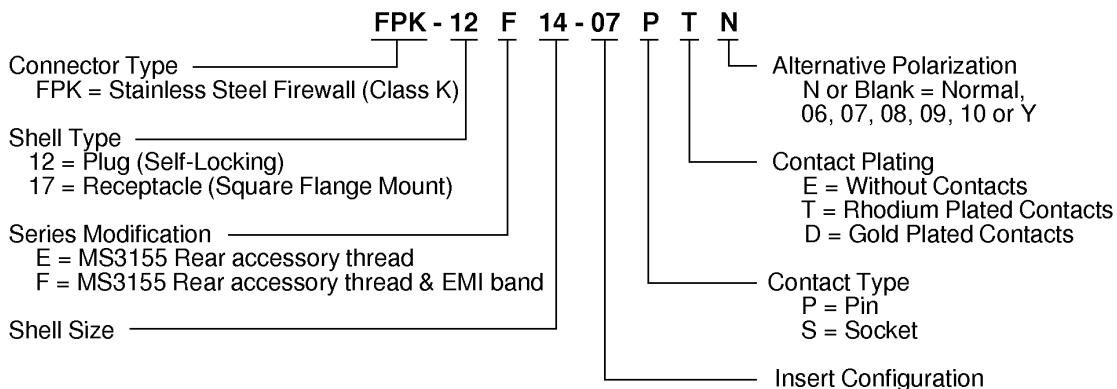 FPK - 12 F 14 - 07 P T N
Connector Type
FPK = Stainless Steel Firewall (Class K)
Shell Type
12 = Plug (Self-Locking)
17 = Receptacle (Square Flange Mount)
Series Modification
E = MS3155 Rear accessory thread
F = MS3155 Rear accessory thread & EMI band
Shell Size
Alternative Polarization
N or Blank = Normal,
06, 07, 08, 09, 10 or Y
Contact Plating
E = Without Contacts
T = Rhodium Plated Contacts
D = Gold Plated Contacts
Contact Type
P = Pin
S = Socket
Insert Configuration